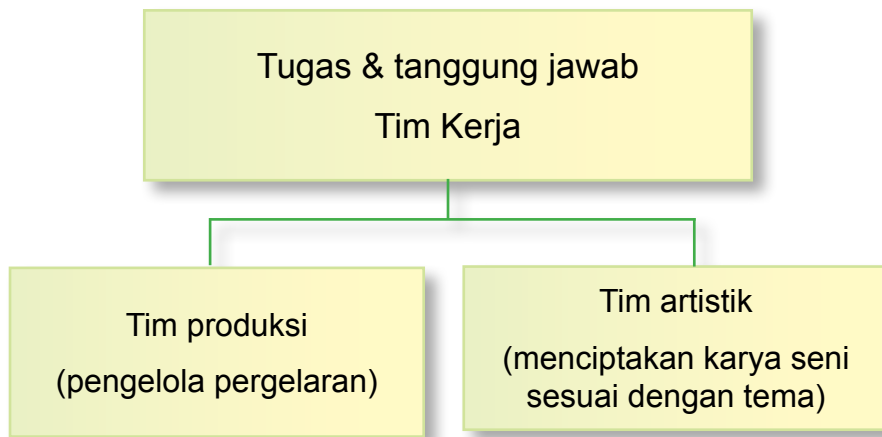 Tugas & tanggung jawab
Tim Kerja
Tim produksi
(pengelola pergelaran)
Tim artistik
(menciptakan karya seni
sesuai dengan tema)